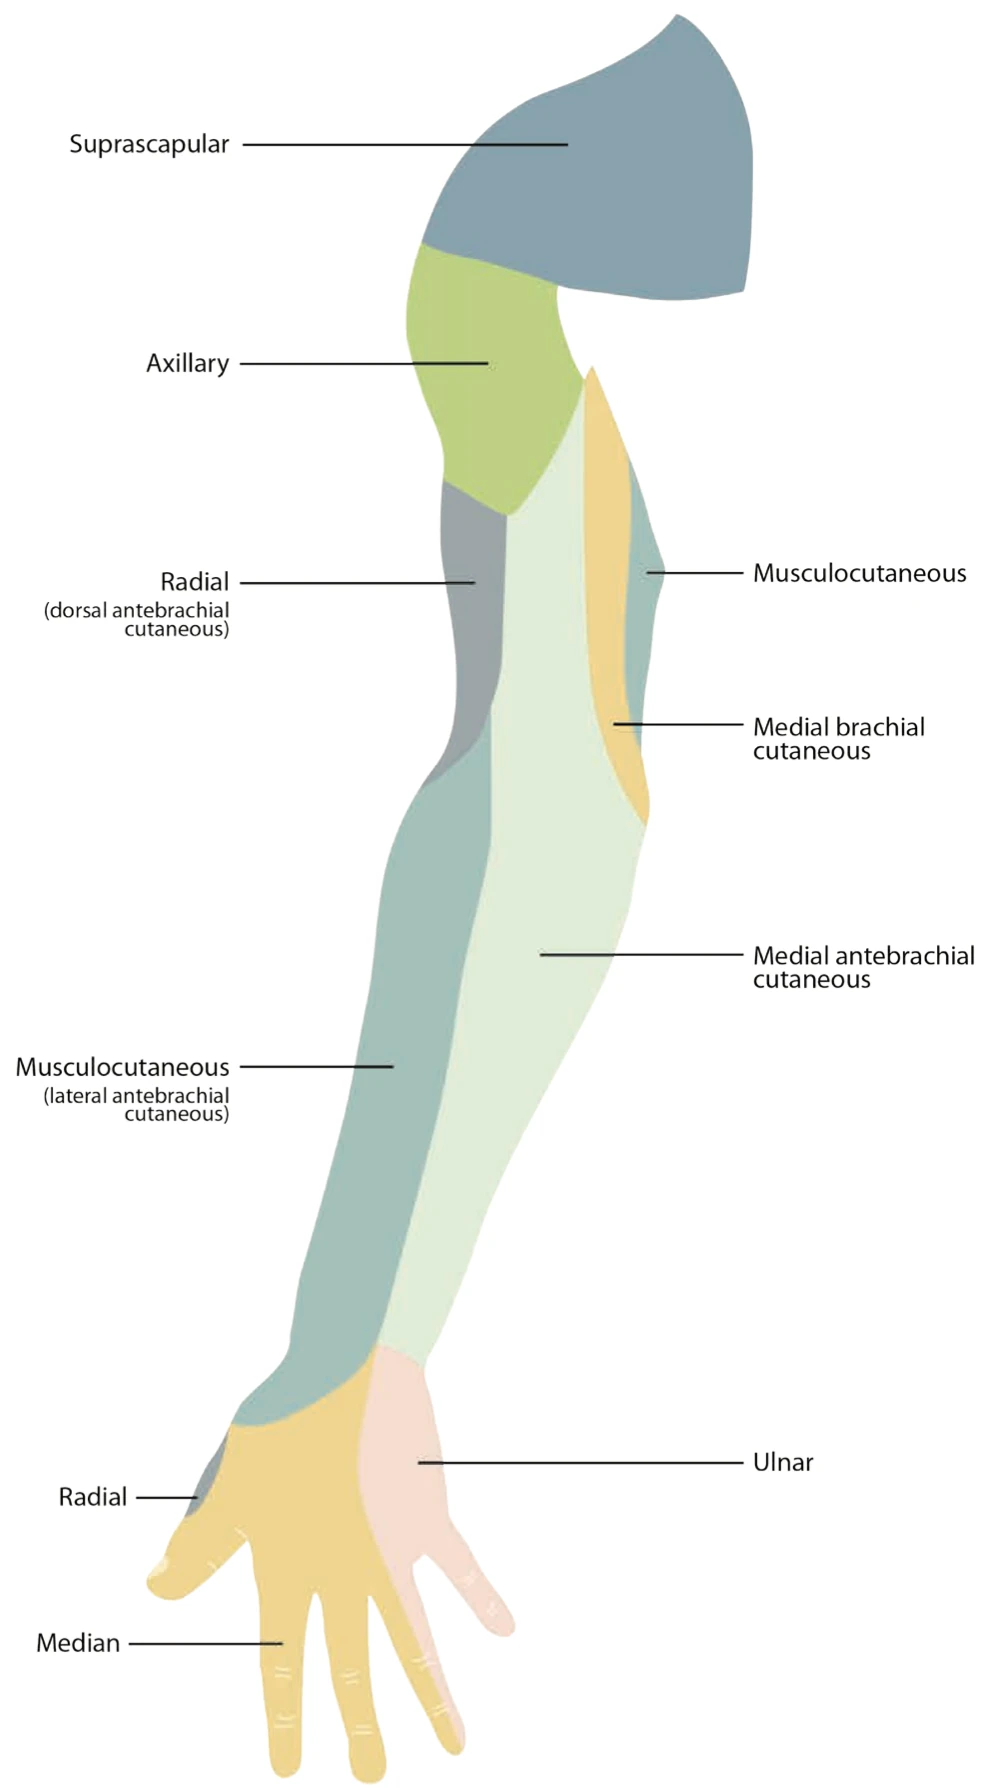 Suprascapular
Axillary
Radial
(dorsal antebrachial
cutaneous)
Musculocutaneous
Medial brachial
cutaneous
Medial antebrachial
cutaneous
Musculocutaneous
(lateral antebrachial
cutaneous)
Ulnar
Radial
Median